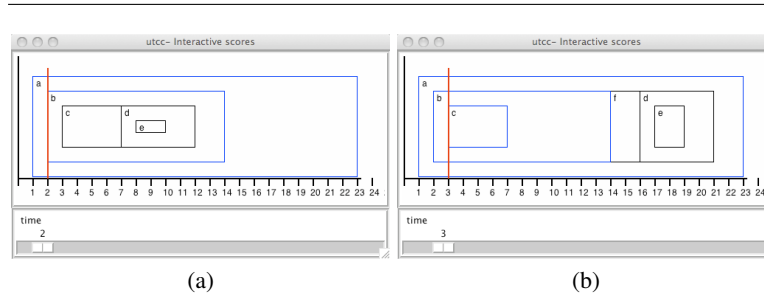 utcc- Interactive scores
a
b
c
d
e
1 2 3 4 5 6 7 8 9 10 11 12 13 14 15 16 17 18 19 20 21 22 23 24
time
2
(a)
utcc- Interactive scores
a
b
f
d
c
e
1 2 3 4 5 6 7 8 9 10 11 12 13 14 15 16 17 18 19 20 21 22 23 24
time
3
(b)